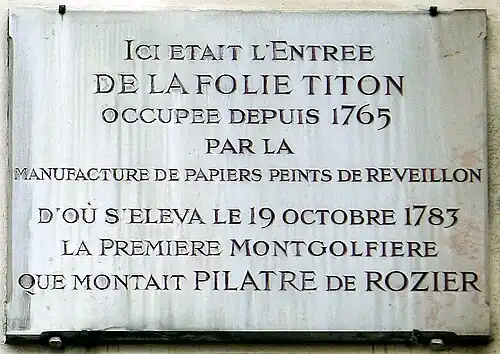 ICI ETAIT L'ENTREE
DE LA FOLIE TITON
OCCUPEE DEPUIS 1765
PAR LA
MANUFACTURE DE PAPIERS PEINTS DE REVEILLON
D'OÙ S'ELEVA LE 19 OCTOBRE 1783
LA PREMIERE MONTGOLFIERE
QUE MONTAIT PILATRE DE ROZIER